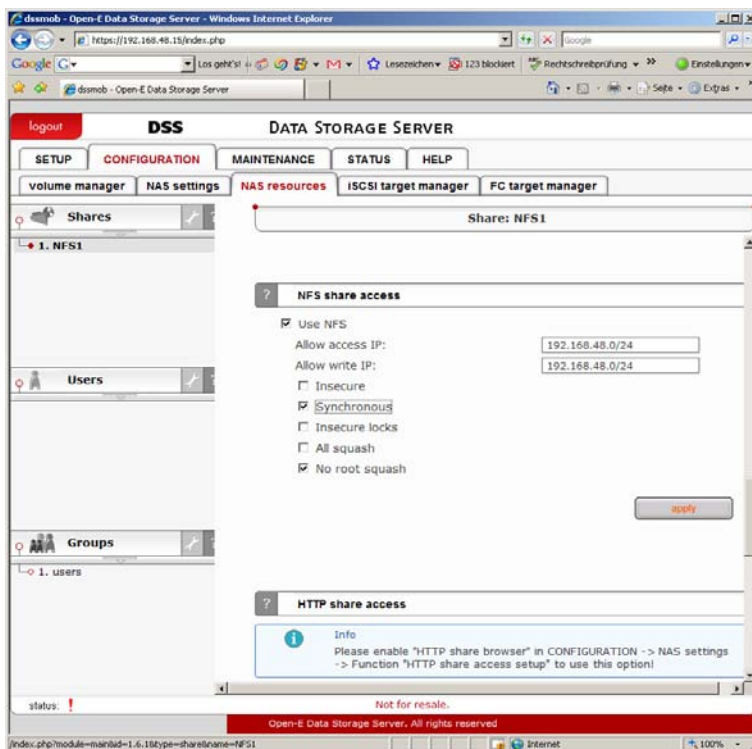 dssmob - Open-E Data Storage Server - Windows Internet Explorer
https://192.168.48.15/index.php
Google
Google
Los geht's!
Lesezeichen
123 blockiert
Rechtschreibprüfung
Einstellungen
dssmob - Open-E Data Storage Server
Seite
Extras
logout
DSS
DATA STORAGE SERVER
SETUP
CONFIGURATION
MAINTENANCE
STATUS
HELP
volume manager
NAS settings
NAS resources
iSCSI target manager
FC target manager
Shares
Share: NFS1
1. NFS1
? NFS share access
Use NFS
Allow access IP: 192.168.48.0/24
Allow write IP: 192.168.48.0/24
Users
Insecure
Synchronous
Insecure locks
All squash
No root squash
apply
Groups
1. users
? HTTP share access
Info
Please enable "HTTP share browser" in CONFIGURATION -> NAS settings
-> Function "HTTP share access setup" to use this option!
status: !
Not for resale.
Open-E Data Storage Server. All rights reserved
Internet
100%